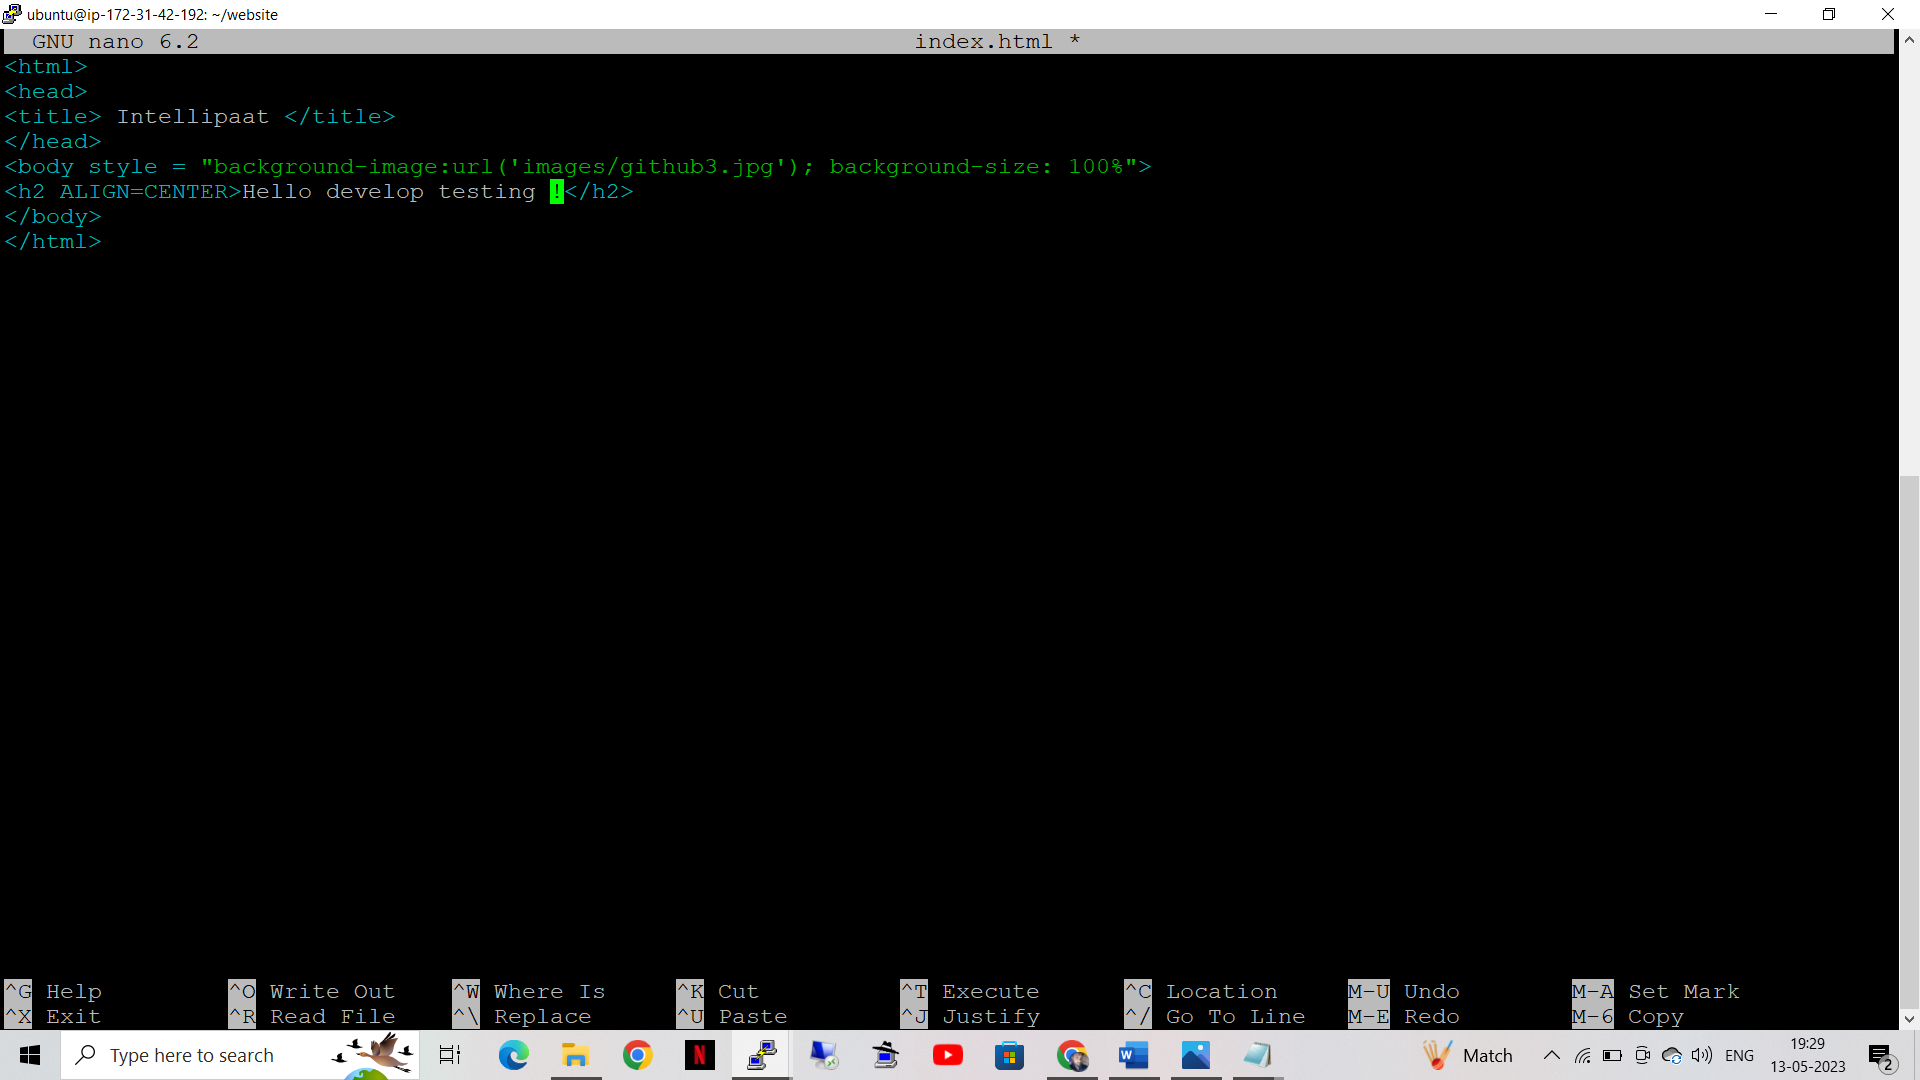 ubuntu@ip-172-31-42-192: ~/website
GNU nano 6.2 index.html *
<html>
<head>
<title> Intellipaat </title>
</head>
<body style = "background-image:url('images/github3.jpg'); background-size: 100%">
<h2 ALIGN=CENTER>Hello develop testing !</h2>
</body>
</html>
^G Help ^O Write Out ^W Where Is ^K Cut ^T Execute ^C Location M-U Undo M-A Set Mark
^X Exit ^R Read File ^\ Replace ^U Paste ^J Justify ^/ Go To Line M-E Redo M-6 Copy
Type here to search N W Match ENG 19:29
13-05-2023 2